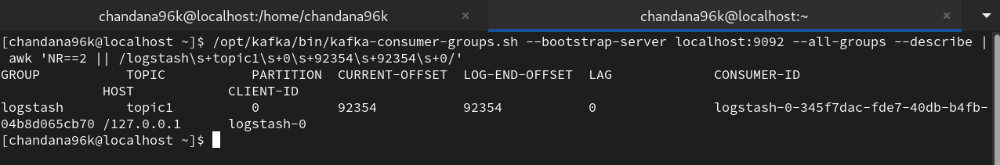 chandana96k@localhost:/home/chandana96k × chandana96k@localhost:~ ×
[chandana96k@localhost ~]$ /opt/kafka/bin/kafka-consumer-groups.sh --bootstrap-server localhost:9092 --all-groups --describe |
 awk 'NR==2 || /logstash\s+topic1\s+0\s+92354\s+92354\s+0/'
GROUP           TOPIC           PARTITION  CURRENT-OFFSET  LOG-END-OFFSET  LAG             CONSUMER-ID
             HOST            CLIENT-ID
logstash        topic1          0          92354           92354           0               logstash-0-345f7dac-fde7-40db-b4fb-
04b8d065cb70 /127.0.0.1      logstash-0
[chandana96k@localhost ~]$